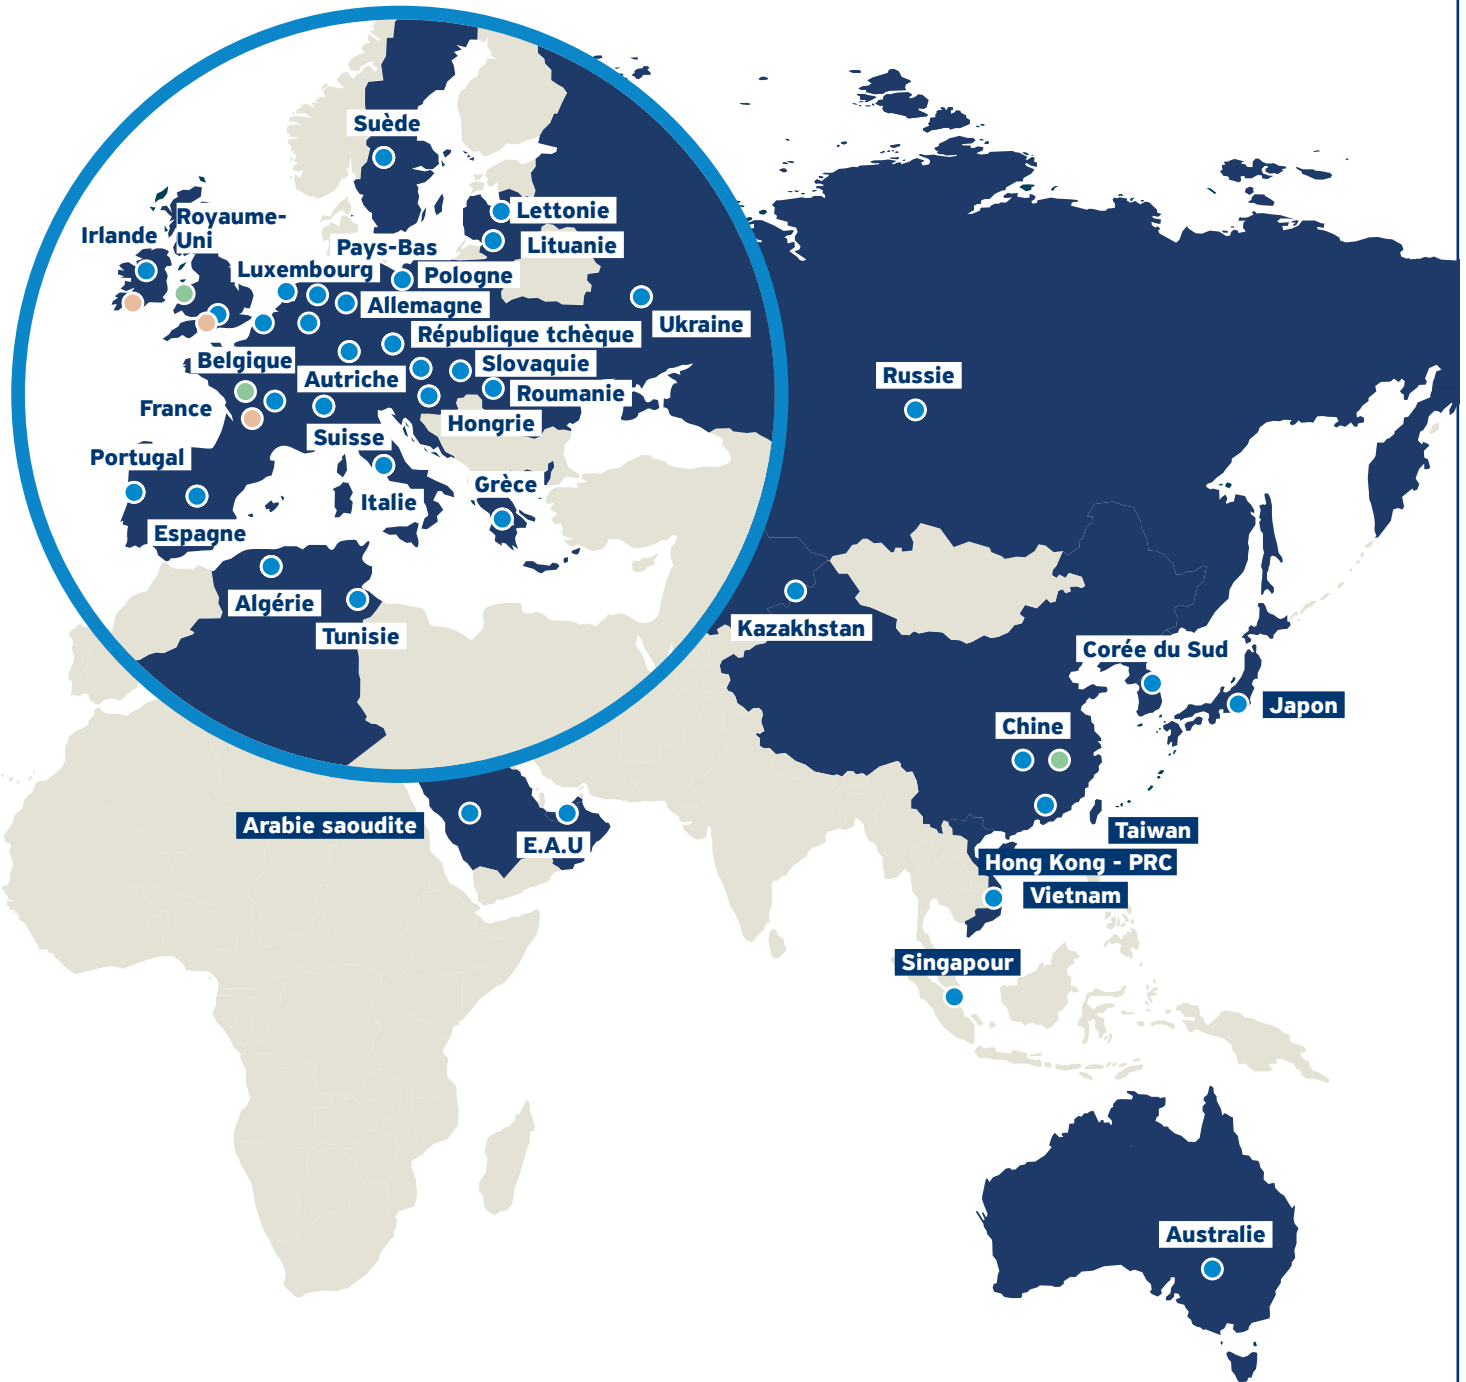 Suède
Lettonie
Royaume-
Uni
Irlande
Pays-Bas
Lituanie
Luxembourg
Pologne
Allemagne
Ukraine
République tchèque
Belgique
Slovaquie
Autriche
Roumanie
France
Hongrie
Suisse
Portugal
Grèce
Italie
Espagne
Algérie
Tunisie
Russie
Kazakhstan
Corée du Sud
Japon
Chine
Arabie saoudite
E.A.U
Taiwan
Hong Kong - PRC
Vietnam
Singapour
Australie